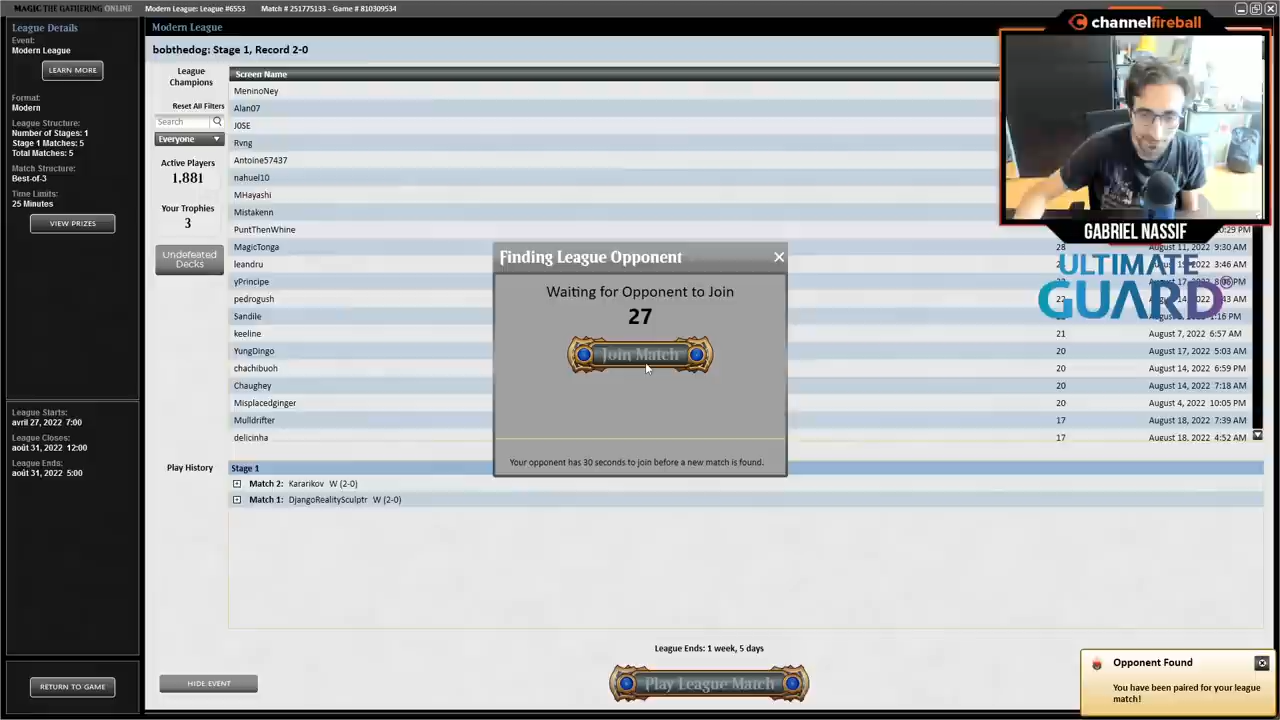 MAGIC THE GATHERING ONLINE
Modern League: League #6553
Match # 251775133 - Game # 810309534
League Details
Event:
Modern League
LEARN MORE
Format:
Modern
League Structure:
Number of Stages: 1
Stage 1 Matches: 5
Total Matches: 5
Match Structure:
Best-of-3
Time Limits:
25 Minutes
VIEW PRIZES
League Starts:
avril 27, 2022 7:00
League Closes:
août 31, 2022 12:00
League Ends:
août 31, 2022 5:00
RETURN TO GAME
Modern League
bobthedog: Stage 1, Record 2-0
League
Champions
Reset All Filters
Search
Everyone
Active Players
1,881
Your Trophies
3
Undefeated
Decks
Screen Name
MeninoNey
Alan07
J0SE
Rvng
Antoine57437
nahuel10
MHayashi
Mistakenn
PuntThenWhine
MagicTonga 28 August 11, 2022 9:30 AM
leandru 3:46 AM
yPrincipe
pedrogush
Sandile 1:16 PM
keeline 21 August 7, 2022 6:57 AM
YungDingo 20 August 17, 2022 5:03 AM
chachibuoh 20 August 14, 2022 6:59 PM
Chaughey 20 August 14, 2022 7:18 AM
Misplacedginger 20 August 4, 2022 10:05 PM
Mulldrifter 17 August 18, 2022 7:39 AM
delicinha 17 August 18, 2022 4:52 AM
channelfireball
GABRIEL NASSIF
ULTIMATE
GUARD
Finding League Opponent
Waiting for Opponent to Join
27
Join Match
Your opponent has 30 seconds to join before a new match is found.
Play History
Stage 1
Match 2: Kararikov W (2-0)
Match 1: DjangoRealitySculptr W (2-0)
League Ends: 1 week, 5 days
HIDE EVENT
Play League Match
Opponent Found
You have been paired for your league
match!